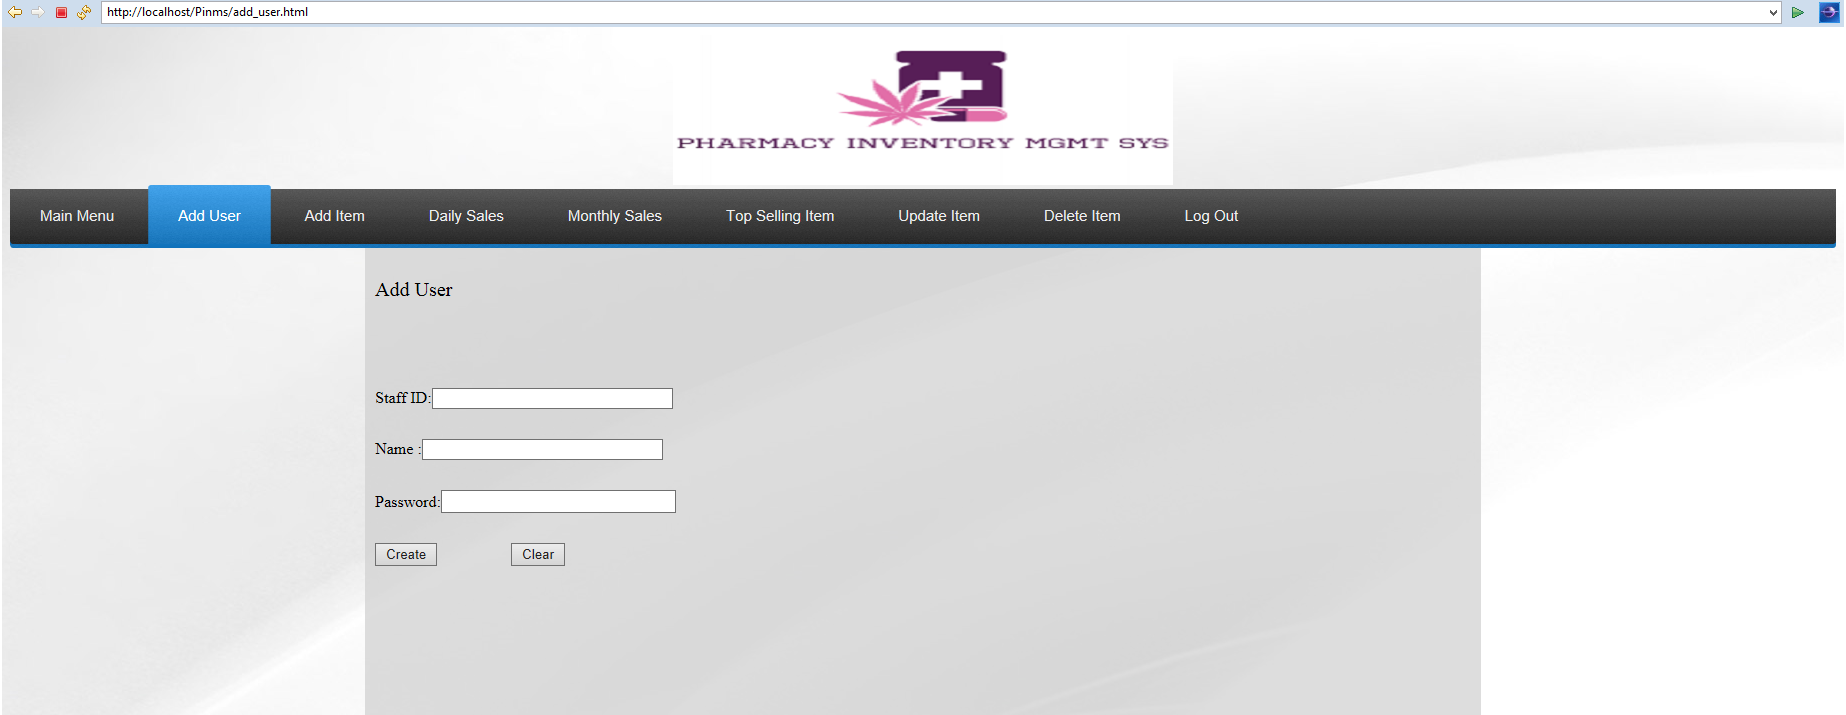 http://localhost/Pinms/add_user.html
PHARMACY INVENTORY MGMT SYS
Main Menu Add User Add Item Daily Sales Monthly Sales Top Selling Item Update Item Delete Item Log Out
Add User
Staff ID:
Name :
Password:
Create Clear